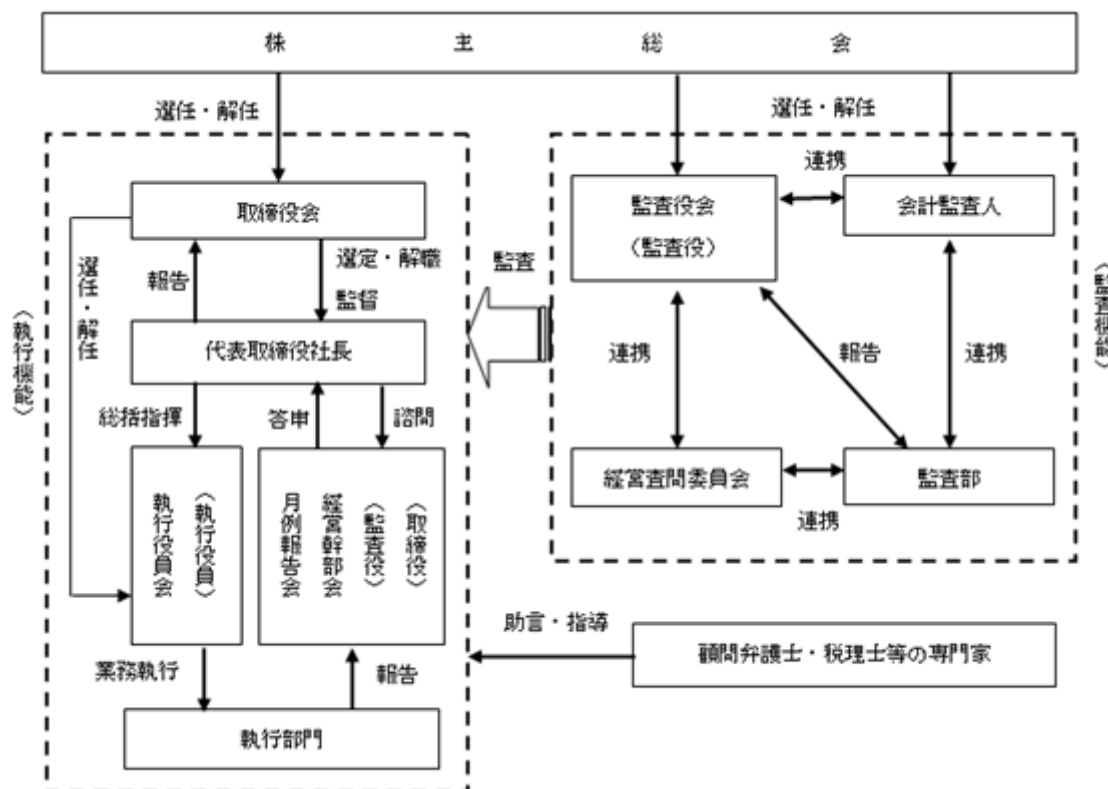 株主総会
選任・解任
選任・解任
取締役会
監査役会
(監査役)
連携
会計監査人
選任・解任
報告
選定・解職
監督
監査
代表取締役社長
連携
報告
連携
(執行機能)
(監査機能)
総括指揮
答申
諮問
執行役員会
(執行役員)
月例報告会
経営幹部会
(監査役)
(取締役)
経営査問委員会
連携
監査部
助言・指導
顧問弁護士・税理士等の専門家
業務執行
報告
執行部門